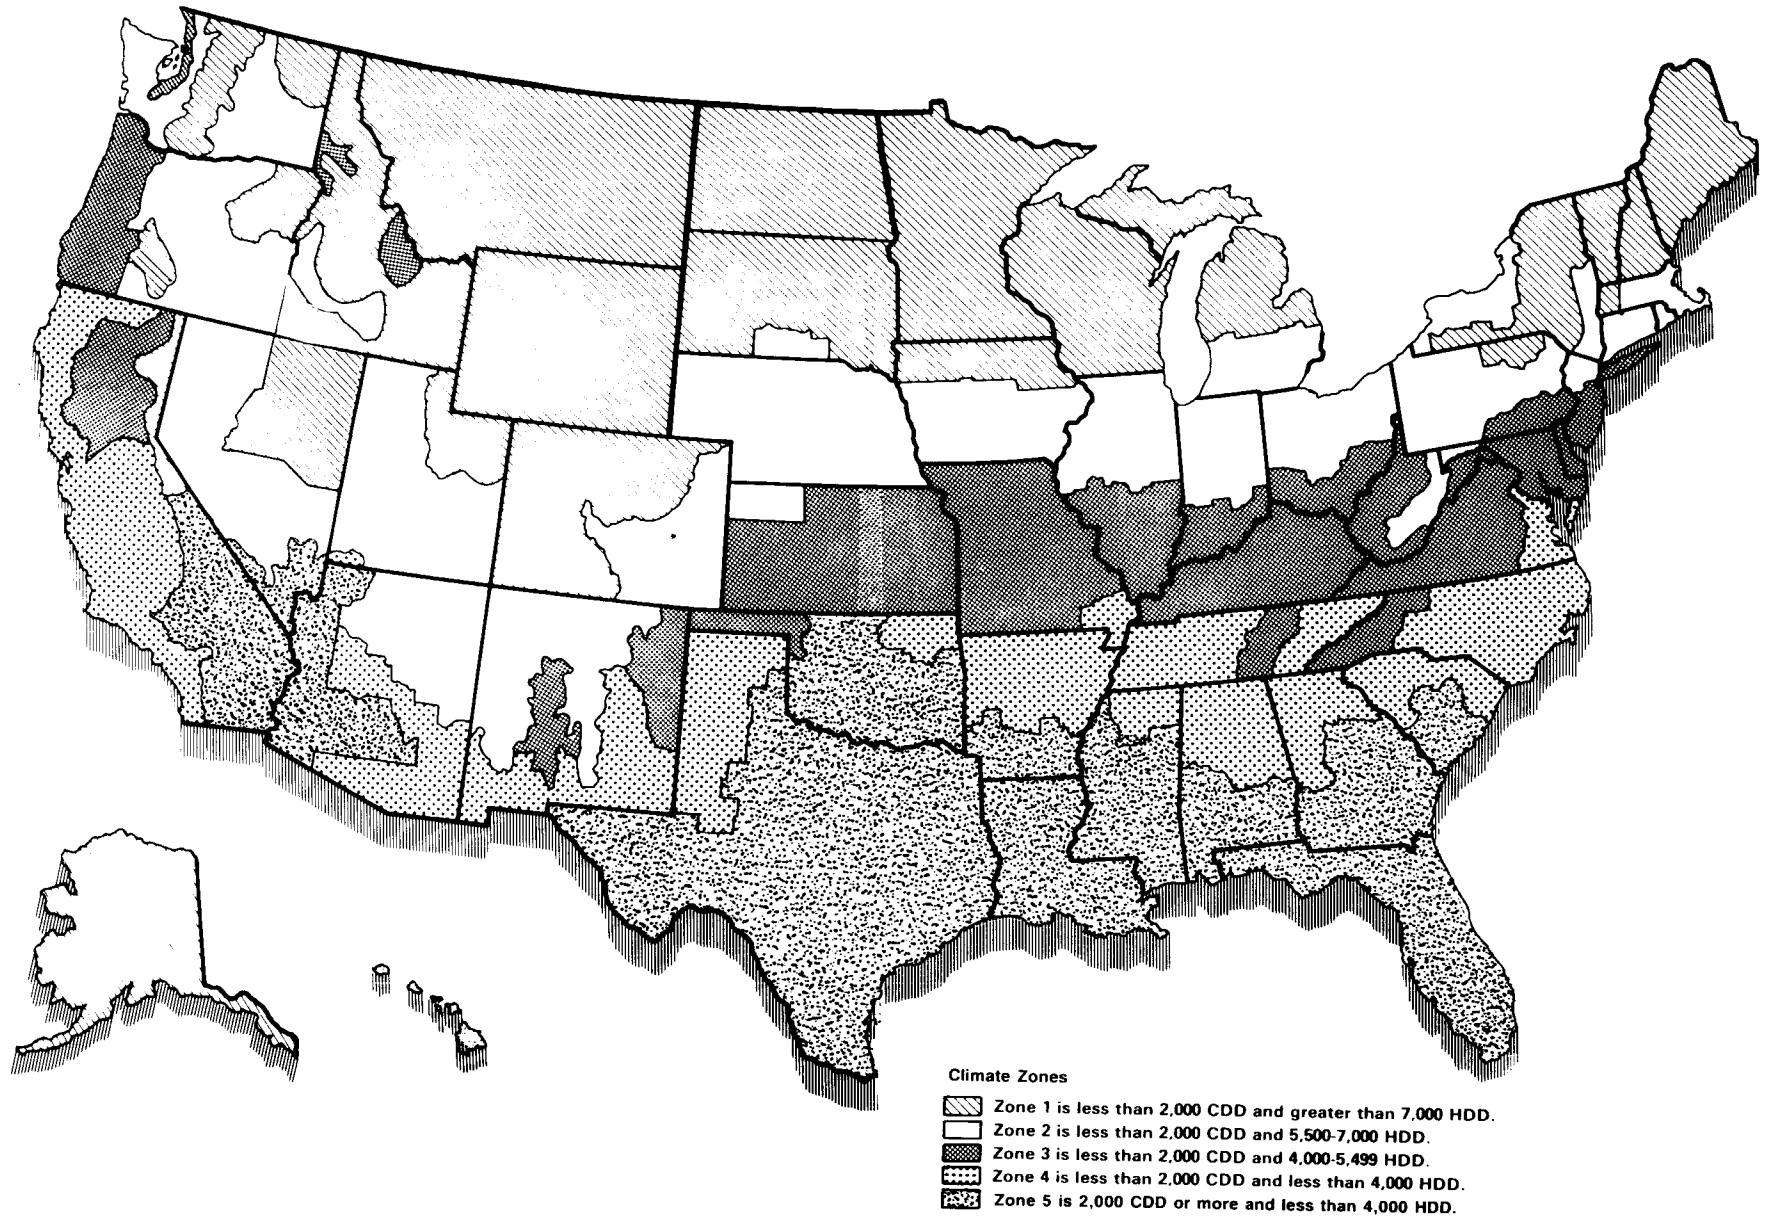 Climate Zones
Zone 1 is less than 2,000 CDD and greater than 7,000 HDD.
Zone 2 is less than 2,000 CDD and 5,500-7,000 HDD.
Zone 3 is less than 2,000 CDD and 4,000-5,499 HDD.
Zone 4 is less than 2,000 CDD and less than 4,000 HDD.
Zone 5 is 2,000 CDD or more and less than 4,000 HDD.